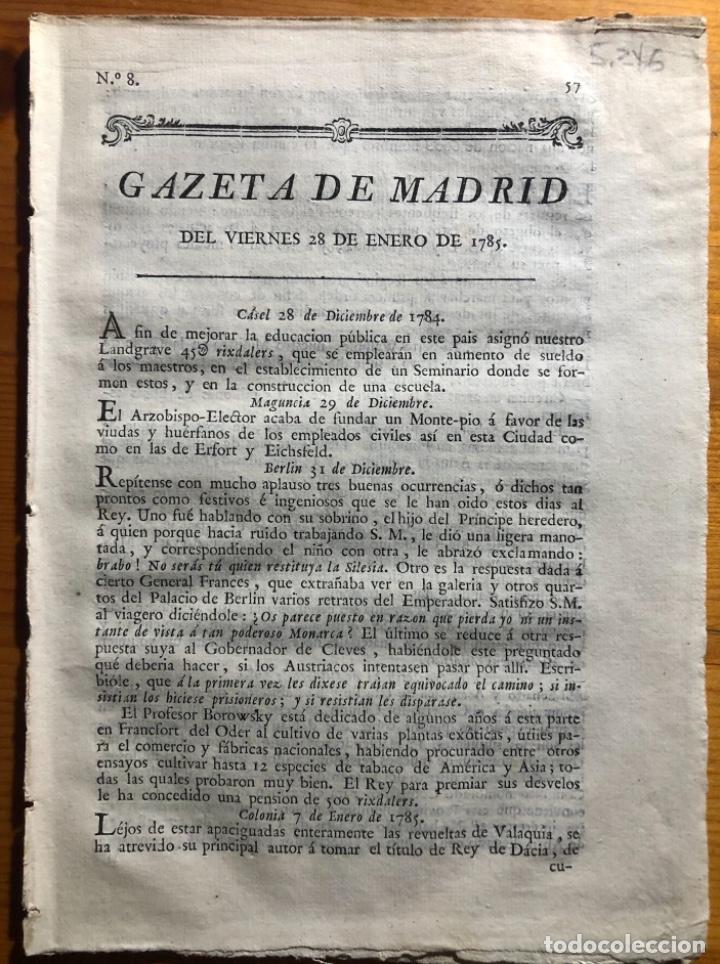 5.246
N.º 8.
57
GAZETA DE MADRID
DEL VIERNES 28 DE ENERO DE 1785.
Cásel 28 de Diciembre de 1784.
A fin de mejorar la educacion pública en este pais asignó nuestro
Landgrave 45 rixdalers, que se emplearán en aumento de sueldo
á los maestros, en el establecimiento de un Seminario donde se for-
men estos, y en la construccion de una escuela.
Maguncia 29 de Diciembre.
El Arzobispo-Elector acaba de fundar un Monte-pio á favor de las
viudas y huérfanos de los empleados civiles así en esta Ciudad co-
mo en las de Erfort y Eichsfeld.
Berlin 31 de Diciembre.
Repítense con mucho aplauso tres buenas ocurrencias, ó dichos tan
prontos como festivos é ingeniosos que se le han oido estos dias al
Rey. Uno fué hablando con su sobrino, el hijo del Príncipe heredero,
á quien porque hacia ruido trabajando S. M., le dió una ligera mano-
tada, y correspondiendo el niño con otra, le abrazó exclamando:
brabo! No serás tú quien restituya la Silesia. Otro es la respuesta dada á
cierto General Frances, que extrañaba ver en la galeria y otros quar-
tos del Palacio de Berlin varios retratos del Emperador. Satisfizo S.M.
al viagero diciéndole: ¿Os parece puesto en razon que pierda yo ni un ins-
tante de vista á tan poderoso Monarca? El último se reduce á otra res-
puesta suya al Gobernador de Cleves, habiéndole este preguntado
qué deberia hacer, si los Austriacos intentasen pasar por allí. Escri-
bióle, que á la primera vez les dixese traian equivocado el camino; si in-
sistian los hiciese prisioneros; y si resistian les dispárase.
El Profesor Borowsky está dedicado de algunos años á esta parte
en Francfort del Oder al cultivo de varias plantas exóticas, útiles pa-
ra el comercio y fábricas nacionales, habiendo procurado entre otros
ensayos cultivar hasta 12 especies de tabaco de América y Asia; to-
das las quales probaron muy bien. El Rey para premiar sus desvelos
le ha concedido una pension de 500 rixdalers.
Colonia 7 de Enero de 1785.
Léjos de estar apaciguadas enteramente las revueltas de Valaquia, se
ha atrevido su principal autor á tomar el título de Rey de Dácia, de
cu-
todocoleccion